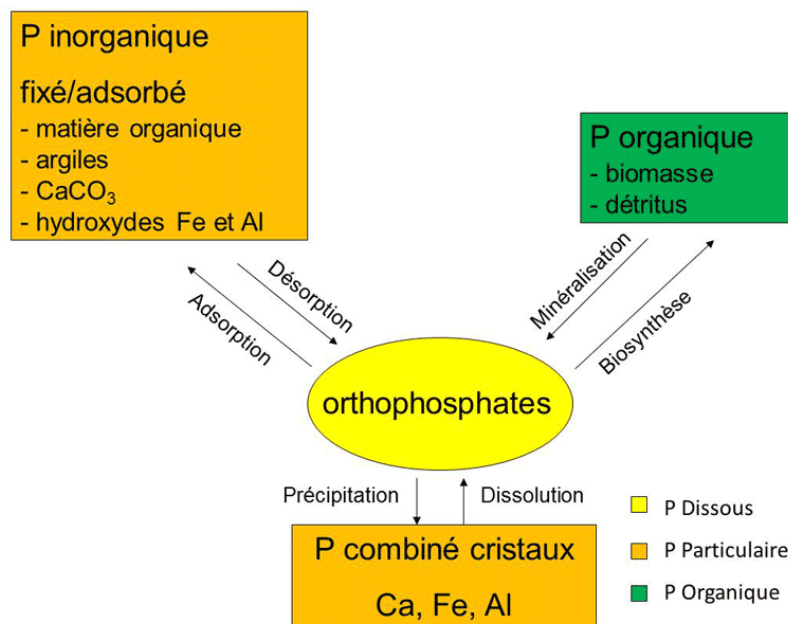 P inorganique
fixé/adsorbé
- matière organique
- argiles
- CaCO₃
- hydroxydes Fe et Al
P organique
- biomasse
- détritus
Désorption
Adsorption
Minéralisation
Biosynthèse
orthophosphates
Précipitation
Dissolution
P combiné cristaux
Ca, Fe, Al
P Dissous
P Particulaire
P Organique